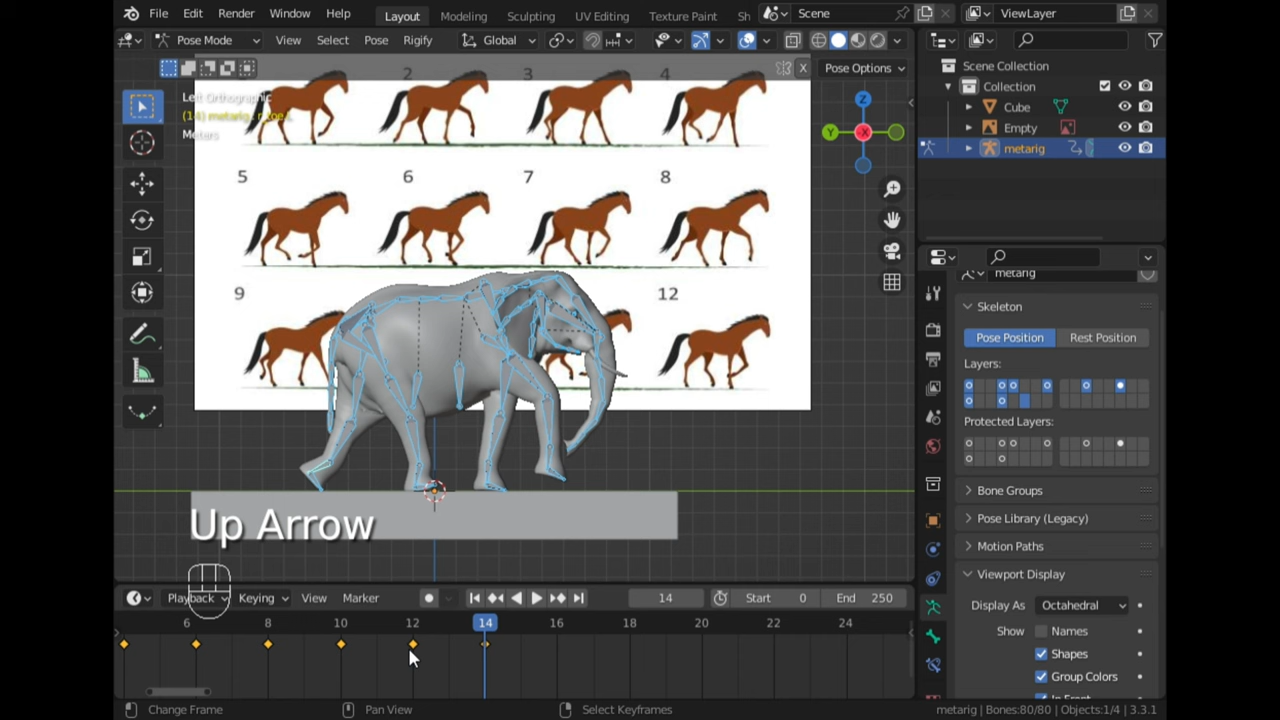 File Edit Render Window Help Layout Modeling Sculpting UV Editing Texture Paint Sh Scene ViewLayer
Pose Mode View Select Pose Rigify Global
Pose Options
Left Orthographic
Meters
2 3 4
5 6 7 8
9 12
Z
Y
X
X
Scene Collection
Collection
Cube
Empty
metarig
metarig
Skeleton
Pose Position Rest Position
Layers:
Protected Layers:
Bone Groups
Pose Library (Legacy)
Motion Paths
Viewport Display
Display As Octahedral
Show Names
Shapes
Group Colors
In Front
Up Arrow
Playback Keying View Marker 14 Start 0 End 250
6 8 10 12 14 16 18 20 22 24
Change Frame Pan View Select Keyframes metarig | Bones:80/80 | Objects:1/4 | 3.3.1